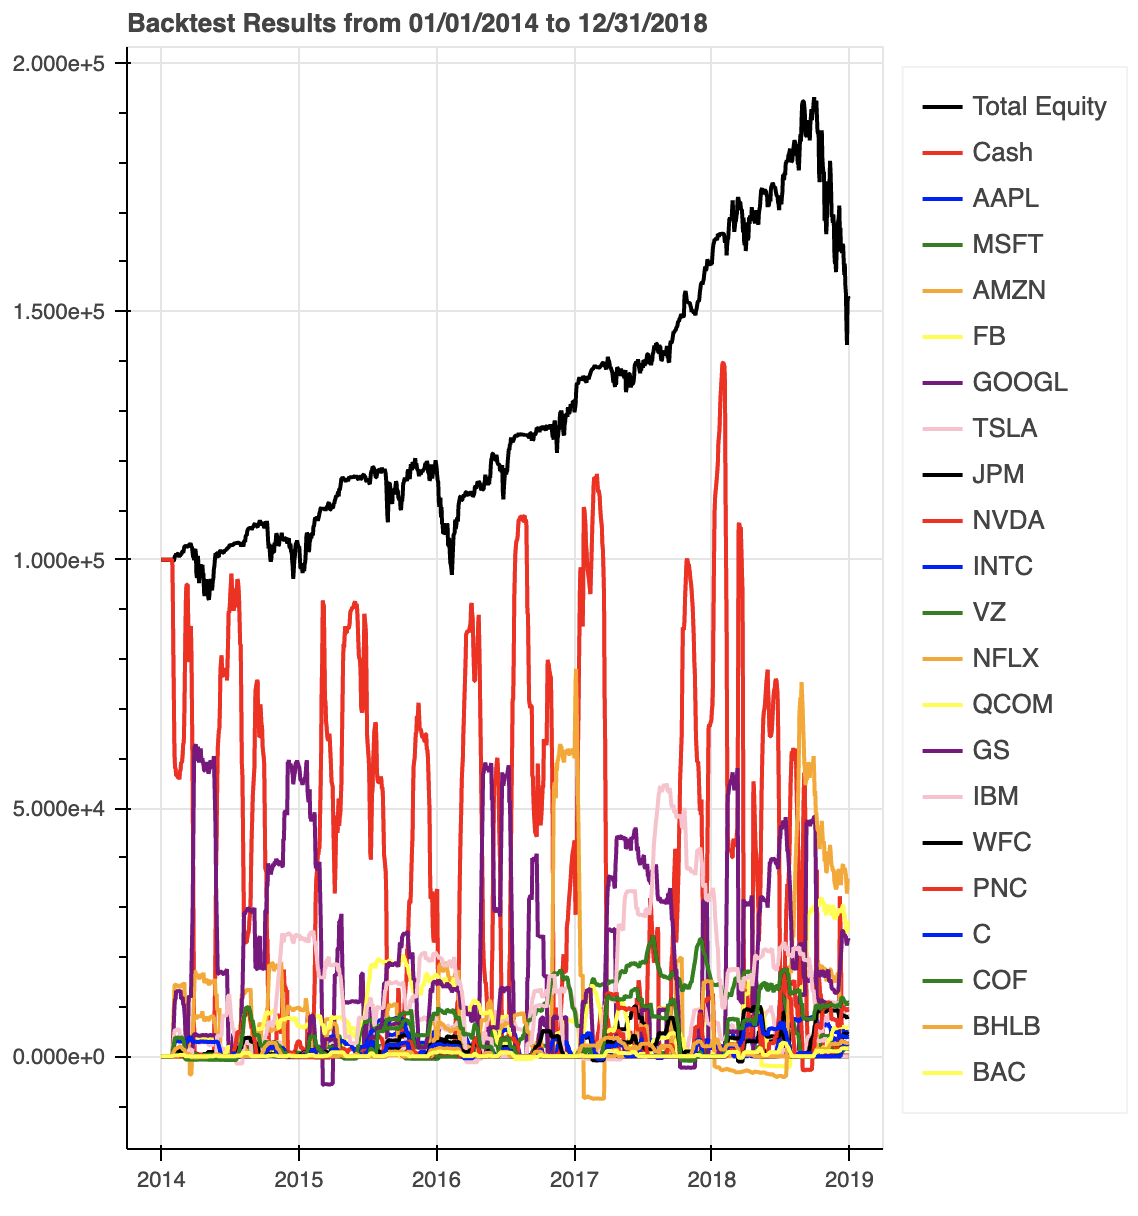 Backtest Results from 01/01/2014 to 12/31/2018
2.000e+5
1.500e+5
1.000e+5
5.000e+4
0.000e+0
2014
2015
2016
2017
2018
2019
Total Equity
Cash
AAPL
MSFT
AMZN
FB
GOOGL
TSLA
JPM
NVDA
INTC
VZ
NFLX
QCOM
GS
IBM
WFC
PNC
C
COF
BHLB
BAC